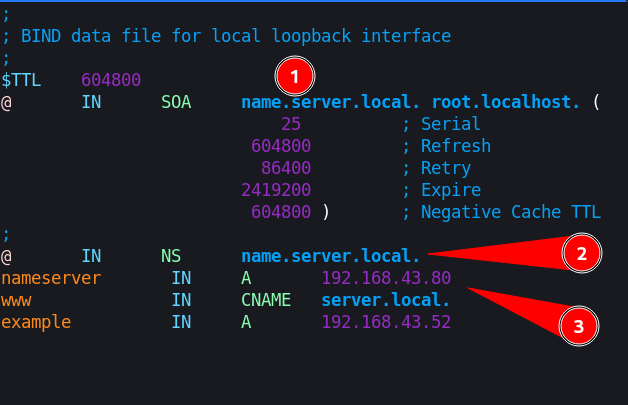 ;
; BIND data file for local loopback interface
;
$TTL    604800
1
@       IN      SOA     name.server.local. root.localhost. (
25          ; Serial
604800         ; Refresh
86400         ; Retry
2419200         ; Expire
604800 )       ; Negative Cache TTL
;
@       IN      NS      name.server.local.
2
nameserver       IN     A       192.168.43.80
www              IN     CNAME   server.local.
example          IN     A       192.168.43.52
3